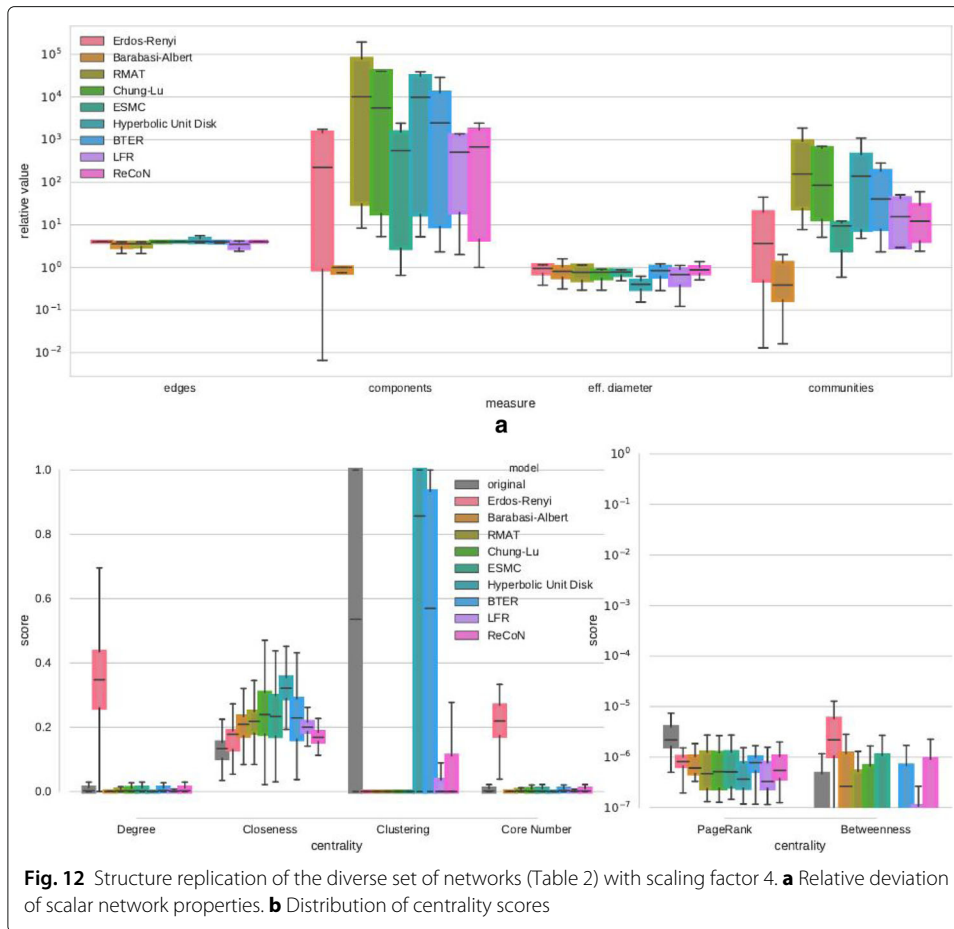 10^5
10^4
10^3
10^2
10^1
10^0
10^-1
10^-2
relative value
Erdos-Renyi
Barabasi-Albert
RMAT
Chung-Lu
ESMC
Hyperbolic Unit Disk
BTER
LFR
ReCoN
edges
components
eff. diameter
communities
measure
a
1.0
0.8
0.6
0.4
0.2
0.0
score
model
original
Erdos-Renyi
Barabasi-Albert
RMAT
Chung-Lu
ESMC
Hyperbolic Unit Disk
BTER
LFR
ReCoN
Degree
Closeness
Clustering
Core Number
centrality
10^0
10^-1
10^-2
10^-3
10^-4
10^-5
10^-6
10^-7
score
PageRank
Betweenness
centrality
Fig. 12 Structure replication of the diverse set of networks (Table 2) with scaling factor 4. a Relative deviation
of scalar network properties. b Distribution of centrality scores